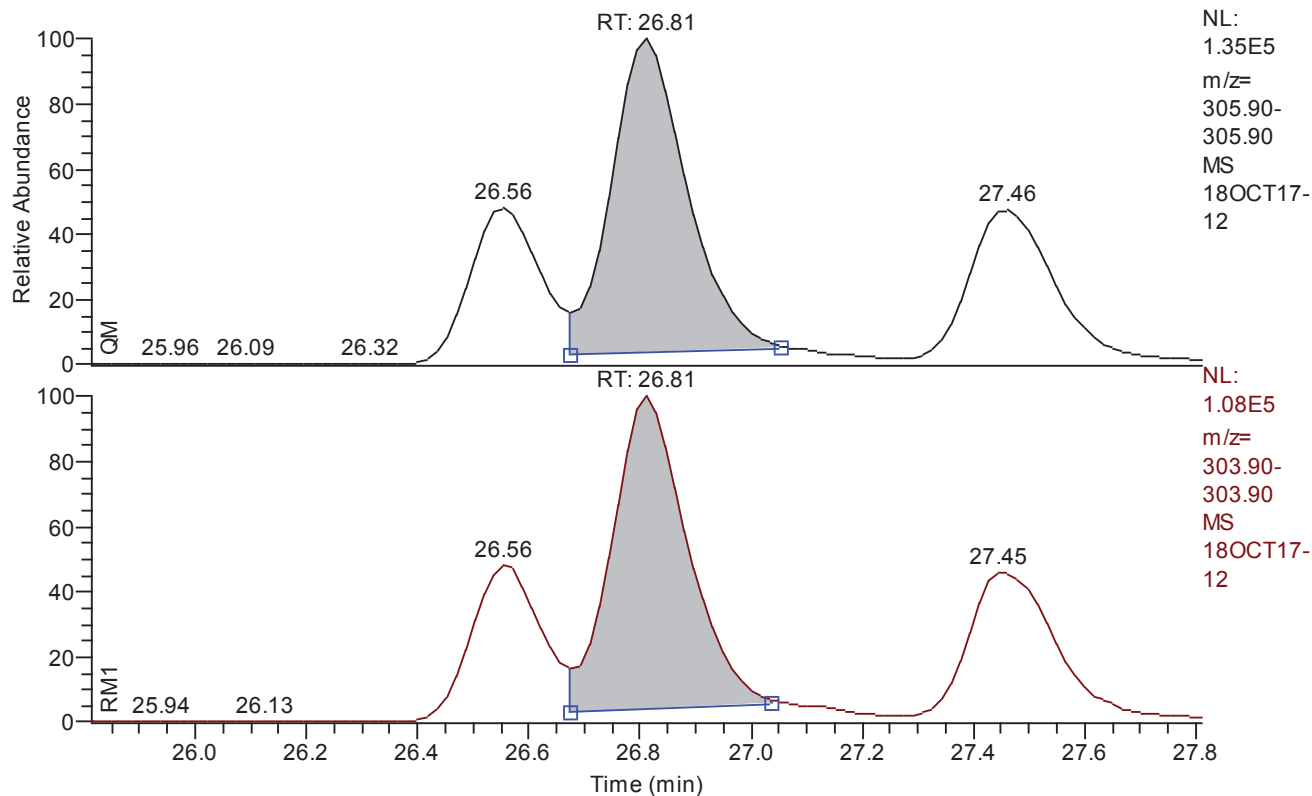 RT: 26.81
NL:
1.35E5
m/z=
305.90-
305.90
MS
18OCT17-
12
100
80
60
40
20
0
Relative Abundance
QM
25.96
26.09
26.32
26.56
27.46
RT: 26.81
NL:
1.08E5
m/z=
303.90-
303.90
MS
18OCT17-
12
100
80
60
40
20
0
RM1
25.94
26.13
26.56
27.45
26.0 26.2 26.4 26.6 26.8 27.0 27.2 27.4 27.6 27.8
Time (min)